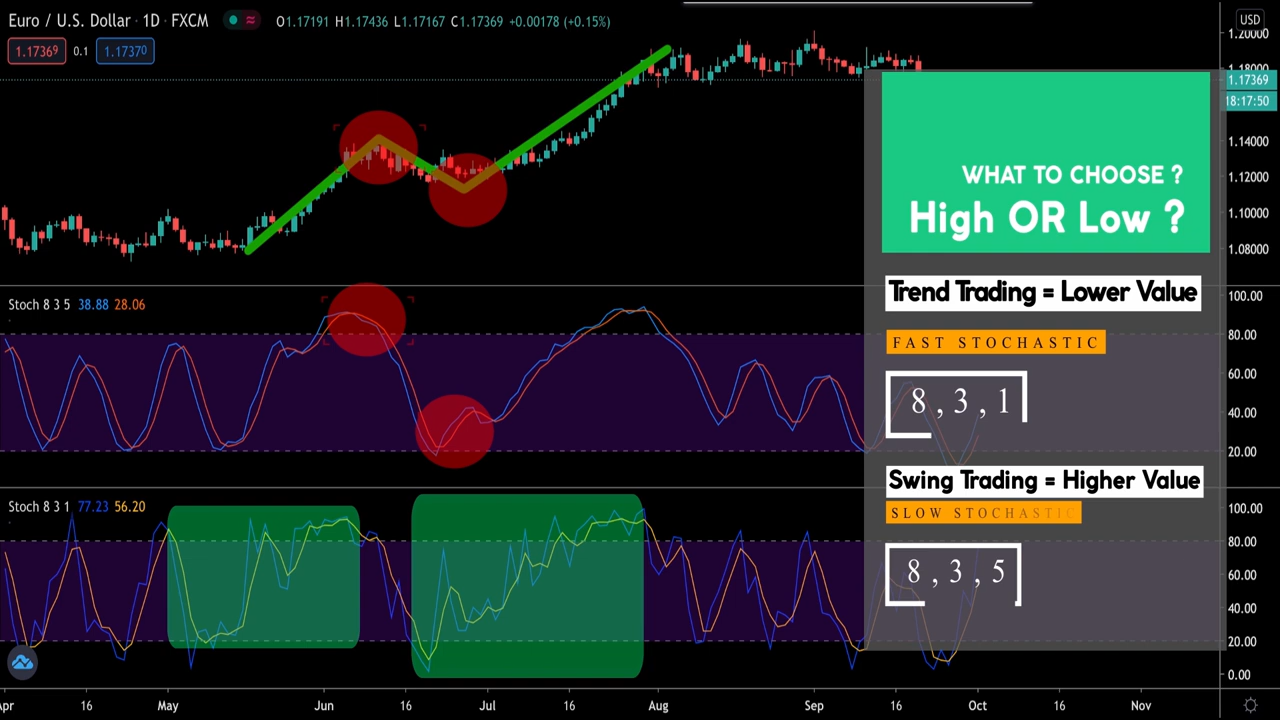 Euro / U.S. Dollar · 1D · FXCM
O1.17191 H1.17436 L1.17167 C1.17369 +0.00178 (+0.15%)
1.17369 0.1 1.17370
USD
1.20000
1.18000
1.17369
18:17:50
1.14000
1.12000
1.10000
1.08000
WHAT TO CHOOSE ?
High OR Low ?
Trend Trading = Lower Value
FAST STOCHASTIC
8 , 3 , 1
Swing Trading = Higher Value
SLOW STOCHASTIC
8 , 3 , 5
Stoch 8 3 5 38.88 28.06
100.00
80.00
60.00
40.00
20.00
Stoch 8 3 1 77.23 56.20
100.00
80.00
60.00
40.00
20.00
0.00
Apr 16 May Jun 16 Jul 16 Aug Sep 16 Oct 16 Nov